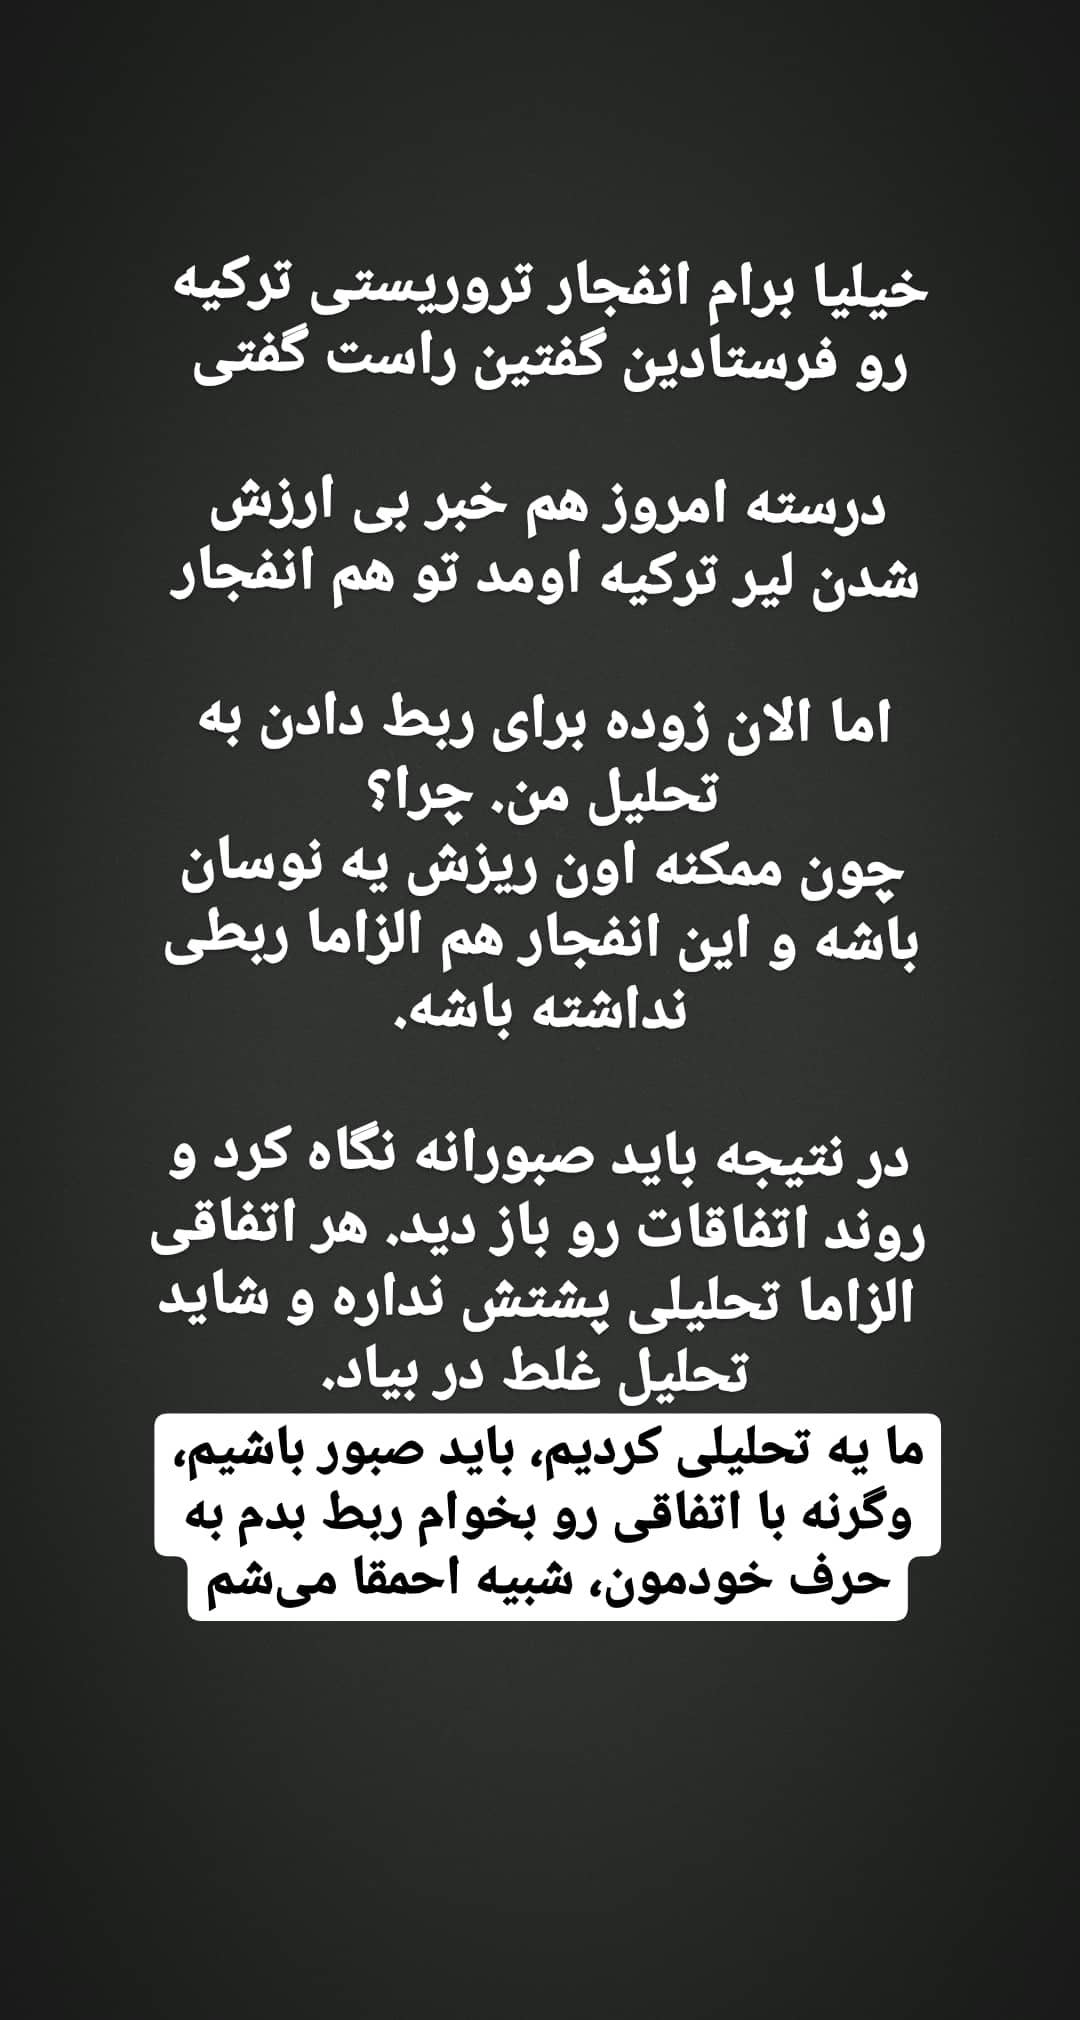 خیلیا برام انفجار تروریستی ترکیه
رو فرستادین گفتین راست گفتی
درسته امروز هم خبر بی ارزش
شدن لیر ترکیه اومد تو هم انفجار
اما الان زوده برای ربط دادن به
تحلیل من. چرا؟
چون ممکنه اون ریزش یه نوسان
باشه و این انفجار هم الزاما ربطی
نداشته باشه.
در نتیجه باید صبورانه نگاه کرد و
روند اتفاقات رو باز دید. هر اتفاقی
الزاما تحلیلی پشتش نداره و شاید
تحلیل غلط در بیاد.
ما یه تحلیلی کردیم، باید صبور باشیم،
وگرنه با اتفاقی رو بخوام ربط بدم به
حرف خودمون، شبیه احمقا می‌شم